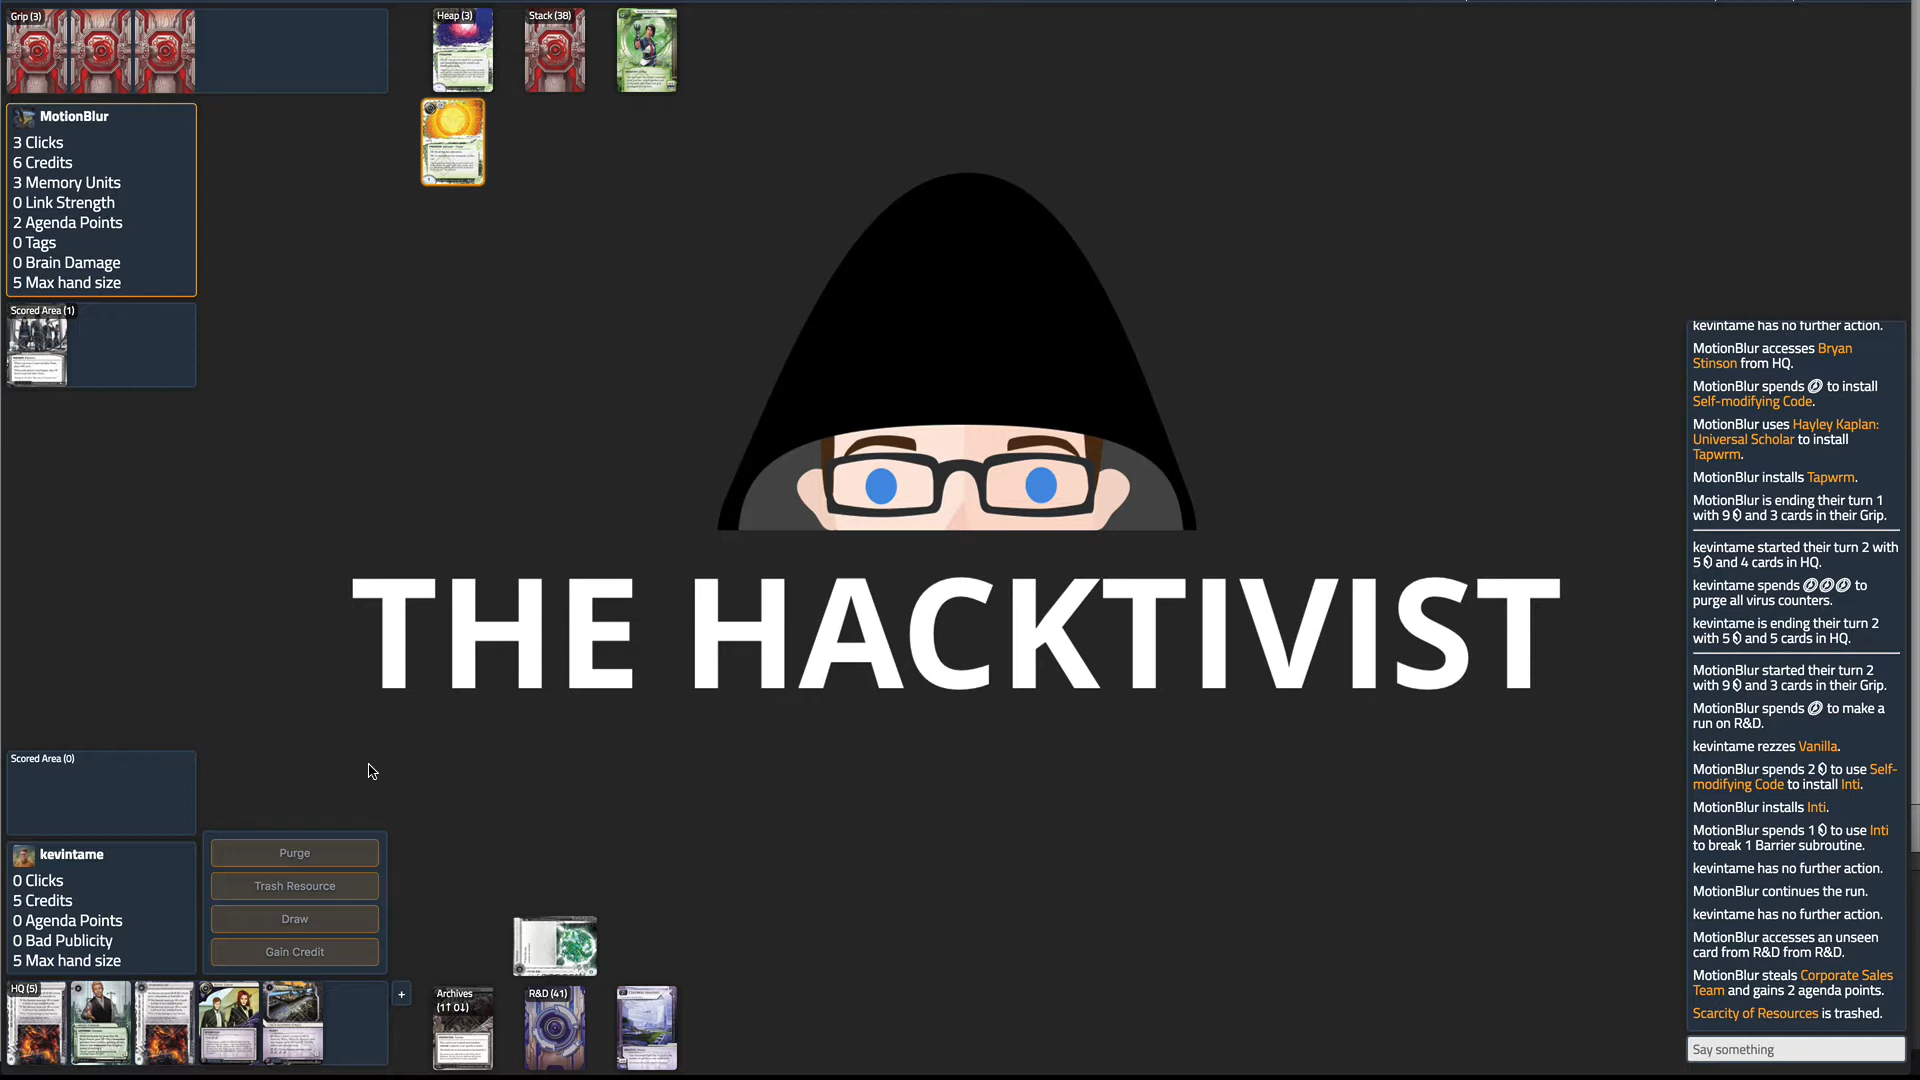 Grip (3)
Heap (3)
Stack (38)
MotionBlur
3 Clicks
6 Credits
3 Memory Units
0 Link Strength
2 Agenda Points
0 Tags
0 Brain Damage
5 Max hand size
Scored Area (1)
THE HACKTIVIST
Scored Area (0)
kevintame
0 Clicks
5 Credits
0 Agenda Points
0 Bad Publicity
5 Max hand size
Purge
Trash Resource
Draw
Gain Credit
HQ (5)
+
Archives
(1↑ 0↓)
R&D (41)
kevintame has no further action.
MotionBlur accesses Bryan
Stinson from HQ.
MotionBlur spends to install
Self-modifying Code.
MotionBlur uses Hayley Kaplan:
Universal Scholar to install
Tapwrm.
MotionBlur installs Tapwrm.
MotionBlur is ending their turn 1
with 9 and 3 cards in their Grip.
kevintame started their turn 2 with
5 and 4 cards in HQ.
kevintame spends to
purge all virus counters.
kevintame is ending their turn 2
with 5 and 5 cards in HQ.
MotionBlur started their turn 2
with 9 and 3 cards in their Grip.
MotionBlur spends to make a
run on R&D.
kevintame rezzes Vanilla.
MotionBlur spends 2 to use Self-
modifying Code to install Inti.
MotionBlur installs Inti.
MotionBlur spends 1 to use Inti
to break 1 Barrier subroutine.
kevintame has no further action.
MotionBlur continues the run.
kevintame has no further action.
MotionBlur accesses an unseen
card from R&D from R&D.
MotionBlur steals Corporate Sales
Team and gains 2 agenda points.
Scarcity of Resources is trashed.
Say something